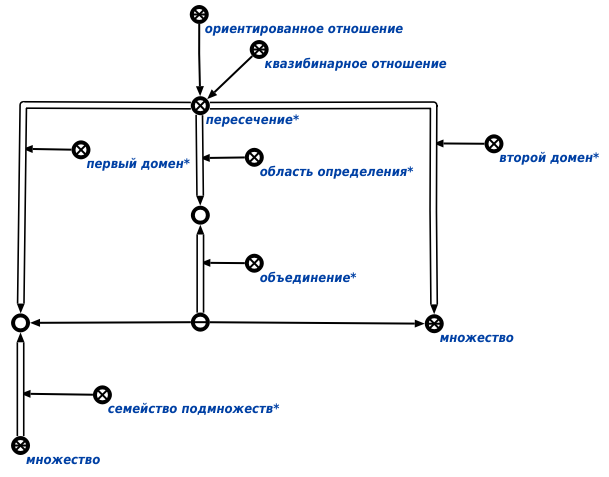 ориентированное отношение
квазибинарное отношение
пересечение*
второй домен*
первый домен*
область определения*
объединение*
множество
семейство подмножеств*
множество